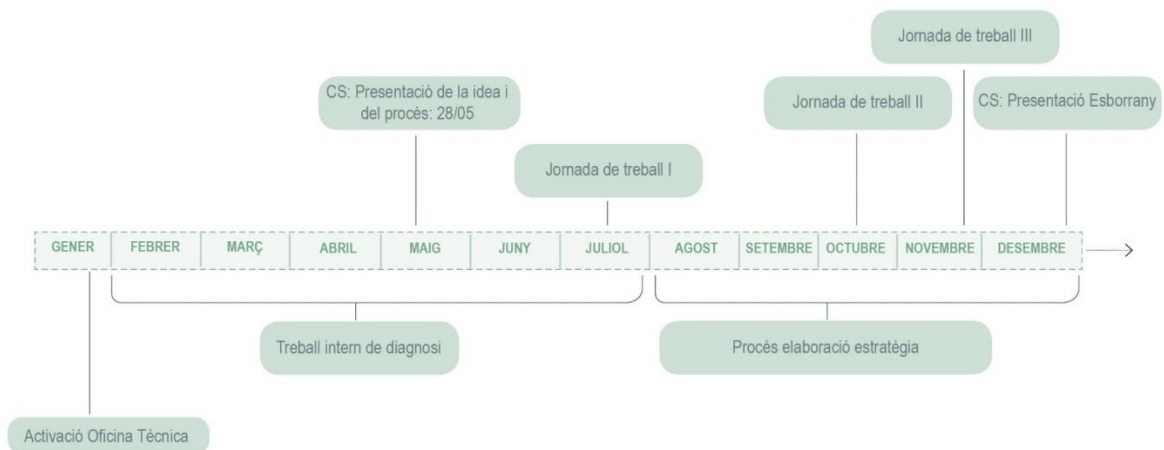 Jornada de treball III
CS: Presentació de la idea i
del procés: 28/05
Jornada de treball II
CS: Presentació Esborrany
Jornada de treball I
GENER FEBRER MARÇ ABRIL MAIG JUNY JULIOL AGOST SETEMBRE OCTUBRE NOVEMBRE DESEMBRE
Treball intern de diagnosi
Procés elaboració estratègia
Activació Oficina Tècnica